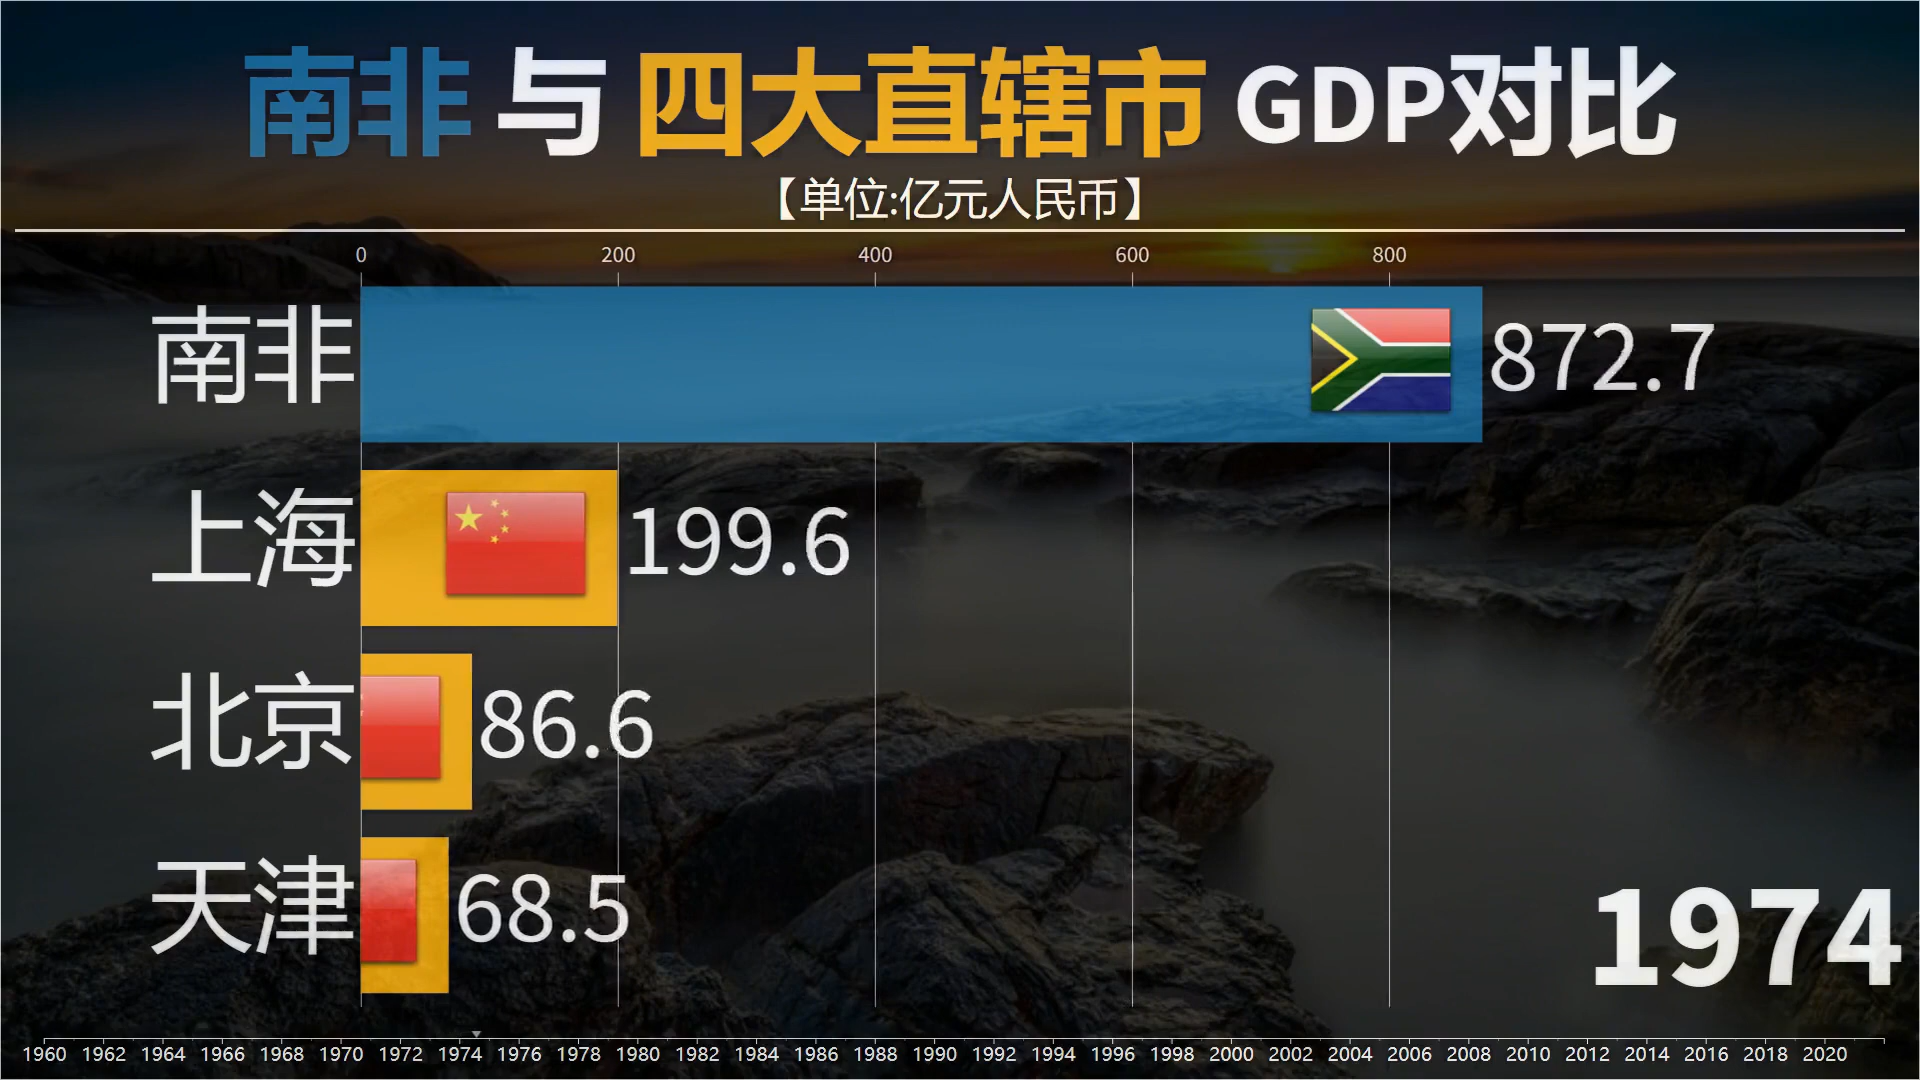 南非 与 四大直辖市 GDP对比
【单位:亿元人民币】
0 200 400 600 800
南非 872.7
上海 199.6
北京 86.6
天津 68.5
1974
1960 1962 1964 1966 1968 1970 1972 1974 1976 1978 1980 1982 1984 1986 1988 1990 1992 1994 1996 1998 2000 2002 2004 2006 2008 2010 2012 2014 2016 2018 2020